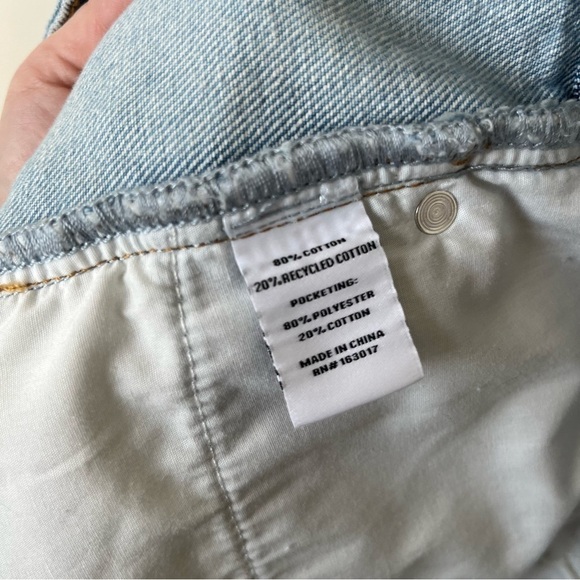 80% COTTON
20% RECYCLED COTTON
POCKETING:
80% POLYESTER
20% COTTON
MADE IN CHINA
RN# 163017